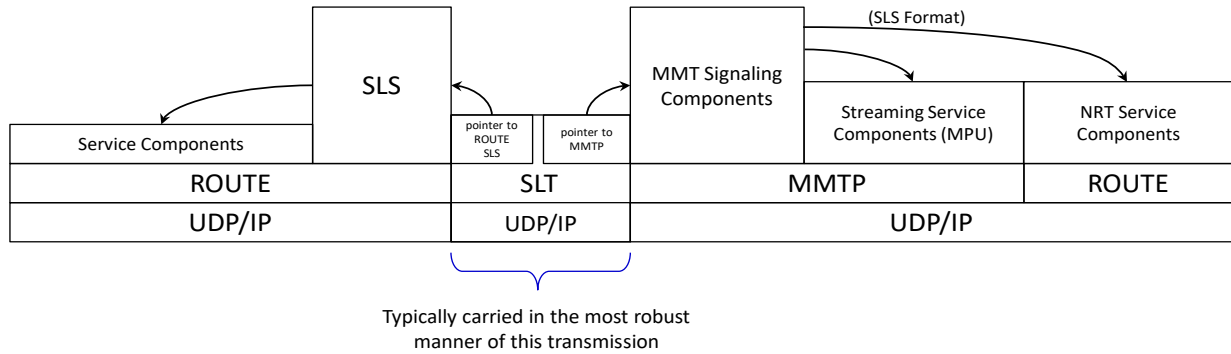 (SLS Format)
SLS
MMT Signaling
Components
Service Components
pointer to
ROUTE
SLS
pointer to
MMTP
Streaming Service
Components (MPU)
NRT Service
Components
ROUTE
SLT
MMTP
ROUTE
UDP/IP
UDP/IP
UDP/IP
Typically carried in the most robust
manner of this transmission